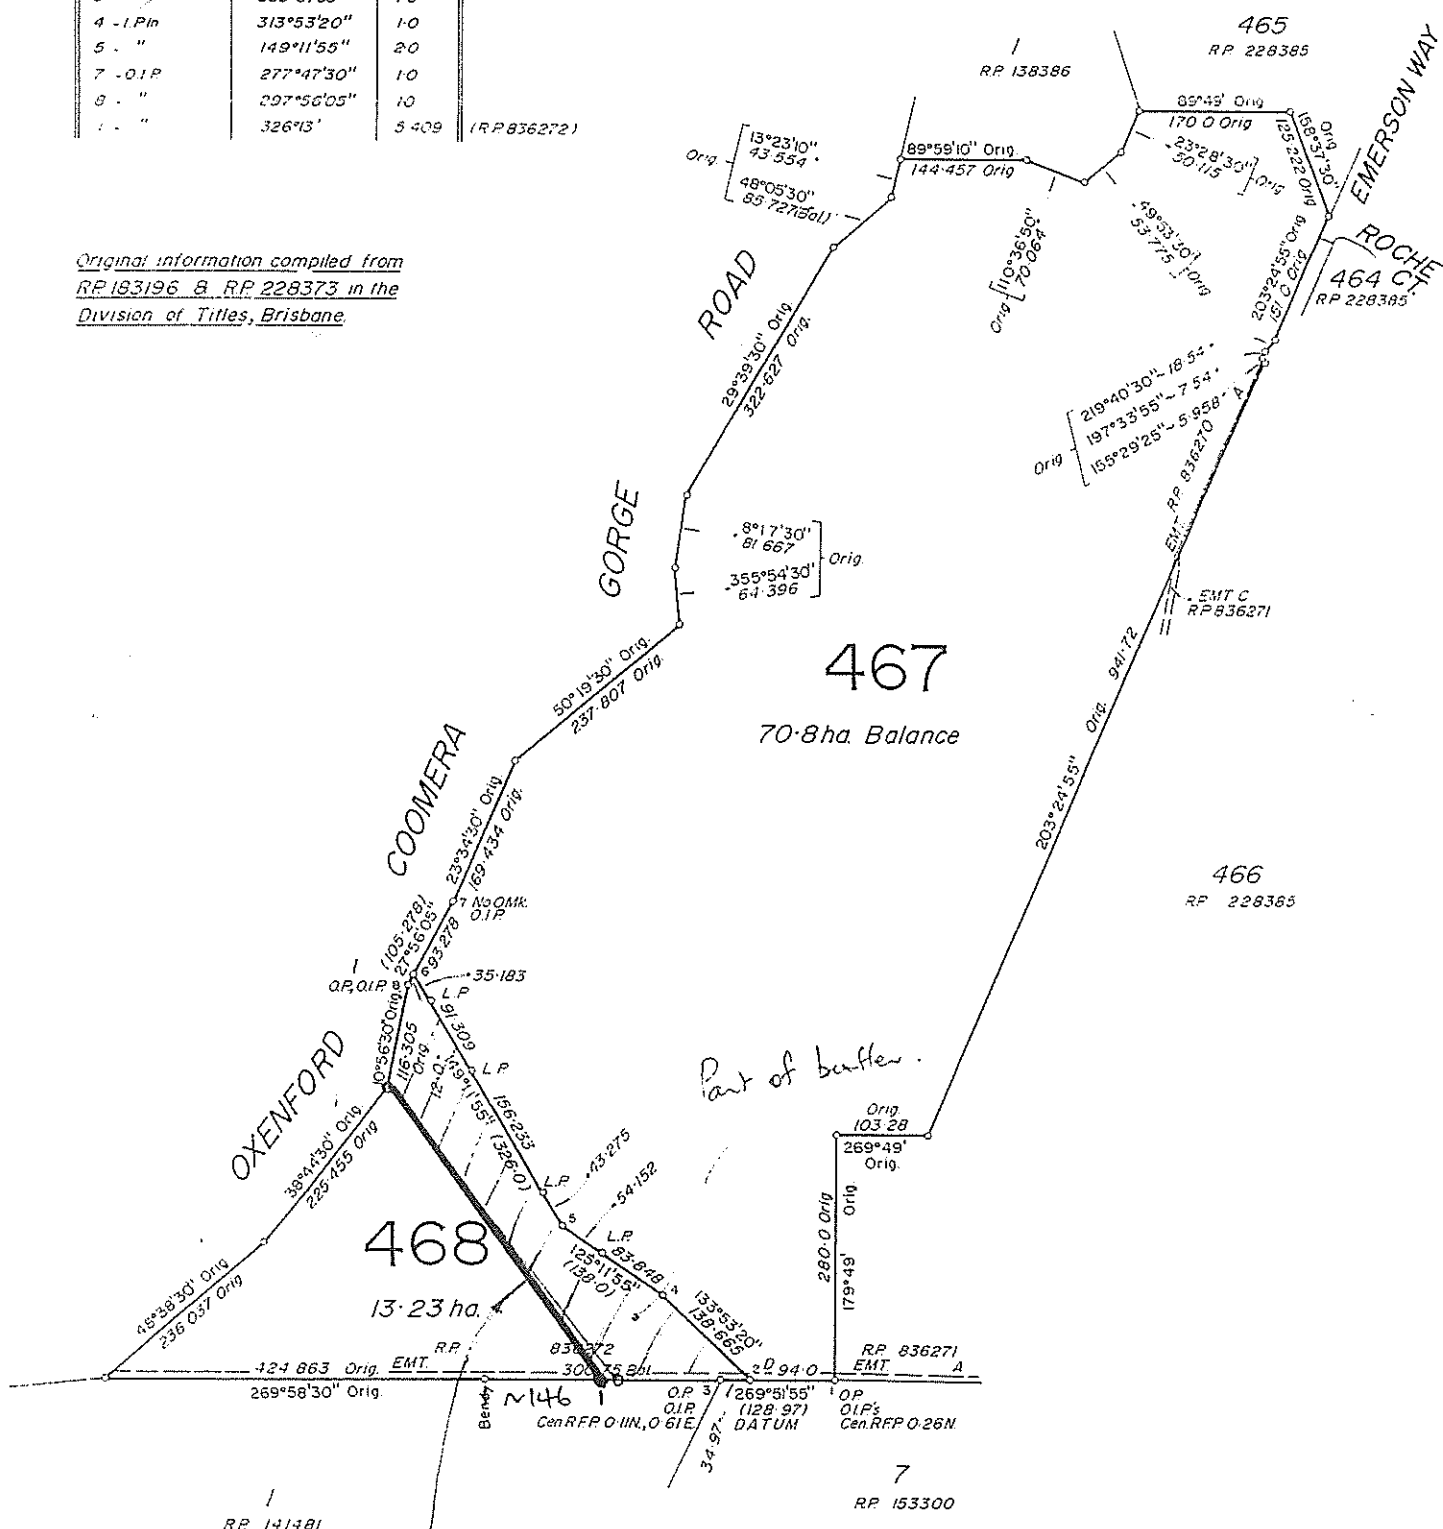 4 - 1.Pin 313°53'20" 1·0
5 - " 149°11'55" 2·0
7 - O.I.P. 277°47'30" 1·0
8 - " 297°56'05" 1·0
1 - " 326°13' 5·409 (RP 836272)
Original information compiled from
RP 183196 & RP 228373 in the
Division of Titles, Brisbane.
1
RP 138386
465
RP 228385
EMERSON WAY
ROCHE CT.
464
RP 228385
89°49' Orig
170·0 Orig
158°37'30" Orig
125·222 Orig
23°28'30"
50·115
Orig
49°53'30"
53·775
Orig
110°36'50"
70·064
Orig
89°59'10" Orig.
144·457 Orig
Orig.
13°23'10"
43·554
48°05'30"
85·727(Bal.)
203°24'55" Orig
151·0 Orig
Orig
219°40'30" ~ 18·54
197°33'55" ~ 7·54
155°29'25" ~ 5·958
A
EMT. RP 836270
EMT C
RP 836271
ROAD
29°39'30" Orig.
322·627 Orig.
GORGE
8°17'30"
81·667
355°54'30"
64·396
Orig.
467
70·8 ha. Balance
50°19'30" Orig.
237·807 Orig.
203°24'55" Orig. 941·72
COOMERA
23°34'30" Orig.
169·434 Orig.
466
RP 228385
7 No OMk.
O.I.P.
(105·278)
27°56'05"
93·278
6
1
O.P., O.I.P. 8
35·183
L.P.
91·309
OXENFORD
10°56'30" Orig.
116·305
Orig.
12·0
149°11'55" (326·0)
L.P.
156·233
Part of buffer.
Orig.
103·28
269°49'
Orig.
38°44'30" Orig.
225·455 Orig
43·275
54·152
L.P.
5
L.P.
83·848
125°11'55"
(138·0)
4
133°53'20"
138·665
280·0 Orig
179°49' Orig.
468
13·23 ha.
48°38'30" Orig
236·037 Orig
424·863 Orig. EMT. RP 836272
300·75 Bal.
2 D 94·0 EMT. RP 836271 A
269°58'30" Orig.
Bendy
~146
1
Cen RFP 0·11N., 0·61E.
O.P. 3
O.I.P.
269°51'55"
(128·97)
DATUM
1 O.P.
O.I.P's
Cen. RFP 0·26N.
34·97
1
RP 141481
7
RP 153300